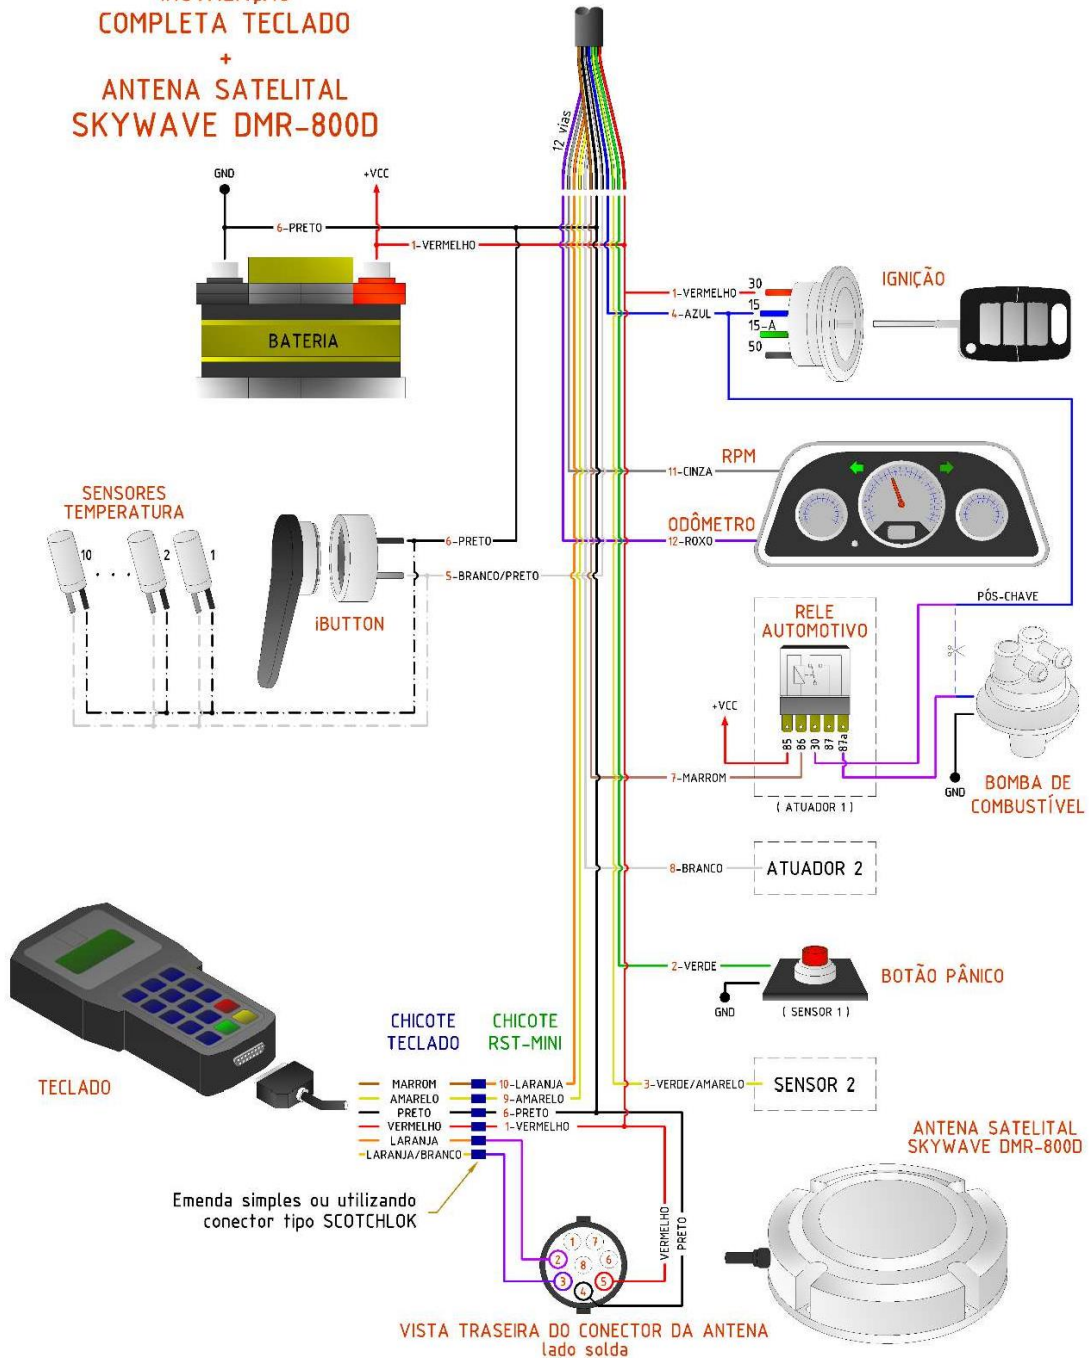 COMPLETA TECLADO
+
ANTENA SATELITAL
SKYWAVE DMR-800D
12 vias
GND
+VCC
6-PRETO
1-VERMELHO
BATERIA
1-VERMELHO
4-AZUL
30
15
15-A
50
IGNIÇÃO
RPM
11-CINZA
ODÔMETRO
12-ROXO
SENSORES
TEMPERATURA
10
. . .
2
1
iBUTTON
6-PRETO
5-BRANCO/PRETO
PÓS-CHAVE
RELE
AUTOMOTIVO
+VCC
85
86
30
87
87a
7-MARROM
( ATUADOR 1 )
GND
BOMBA DE
COMBUSTÍVEL
8-BRANCO
ATUADOR 2
2-VERDE
GND
BOTÃO PÂNICO
( SENSOR 1 )
3-VERDE/AMARELO
SENSOR 2
TECLADO
CHICOTE
TECLADO
CHICOTE
RST-MINI
MARROM
10-LARANJA
AMARELO
9-AMARELO
PRETO
6-PRETO
VERMELHO
1-VERMELHO
LARANJA
LARANJA/BRANCO
Emenda simples ou utilizando
conector tipo SCOTCHLOK
VERMELHO
PRETO
1
7
2
8
6
3
4
5
VISTA TRASEIRA DO CONECTOR DA ANTENA
lado solda
ANTENA SATELITAL
SKYWAVE DMR-800D